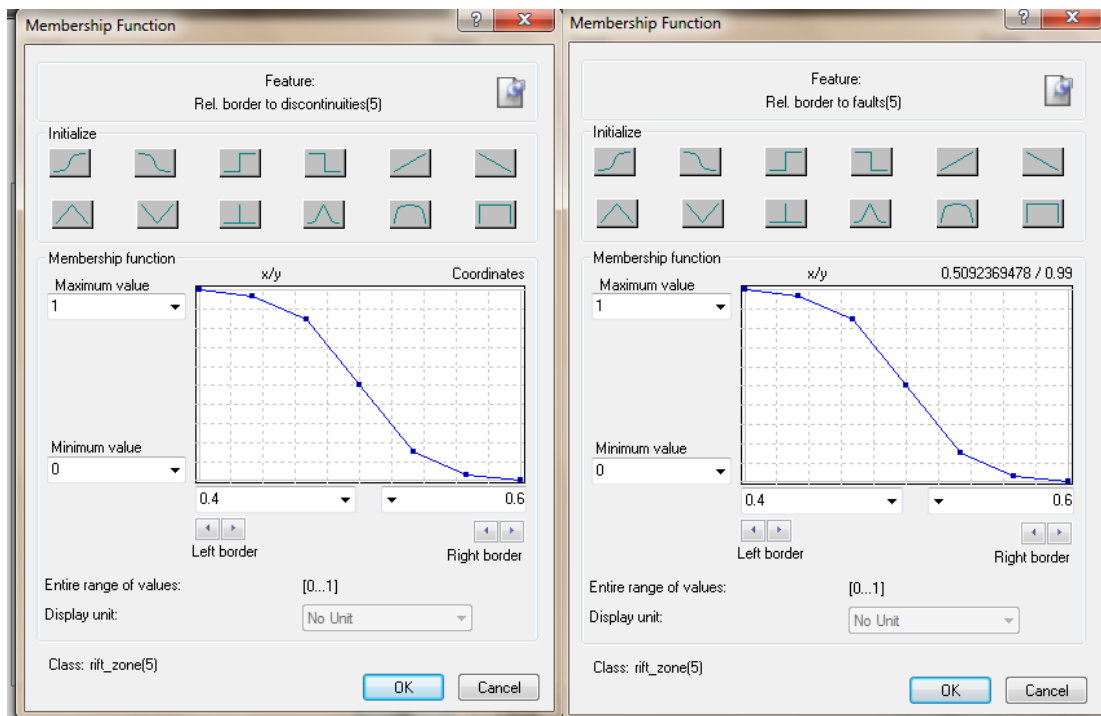 Membership Function
?
X
Feature:
Rel. border to discontinuities(5)
Initialize
Membership function
x/y
Coordinates
Maximum value
1
Minimum value
0
0.4
0.6
Left border
Right border
Entire range of values:
[0...1]
Display unit:
No Unit
Class: rift_zone(5)
OK
Cancel
Membership Function
?
X
Feature:
Rel. border to faults(5)
Initialize
Membership function
x/y
0.5092369478 / 0.99
Maximum value
1
Minimum value
0
0.4
0.6
Left border
Right border
Entire range of values:
[0...1]
Display unit:
No Unit
Class: rift_zone(5)
OK
Cancel